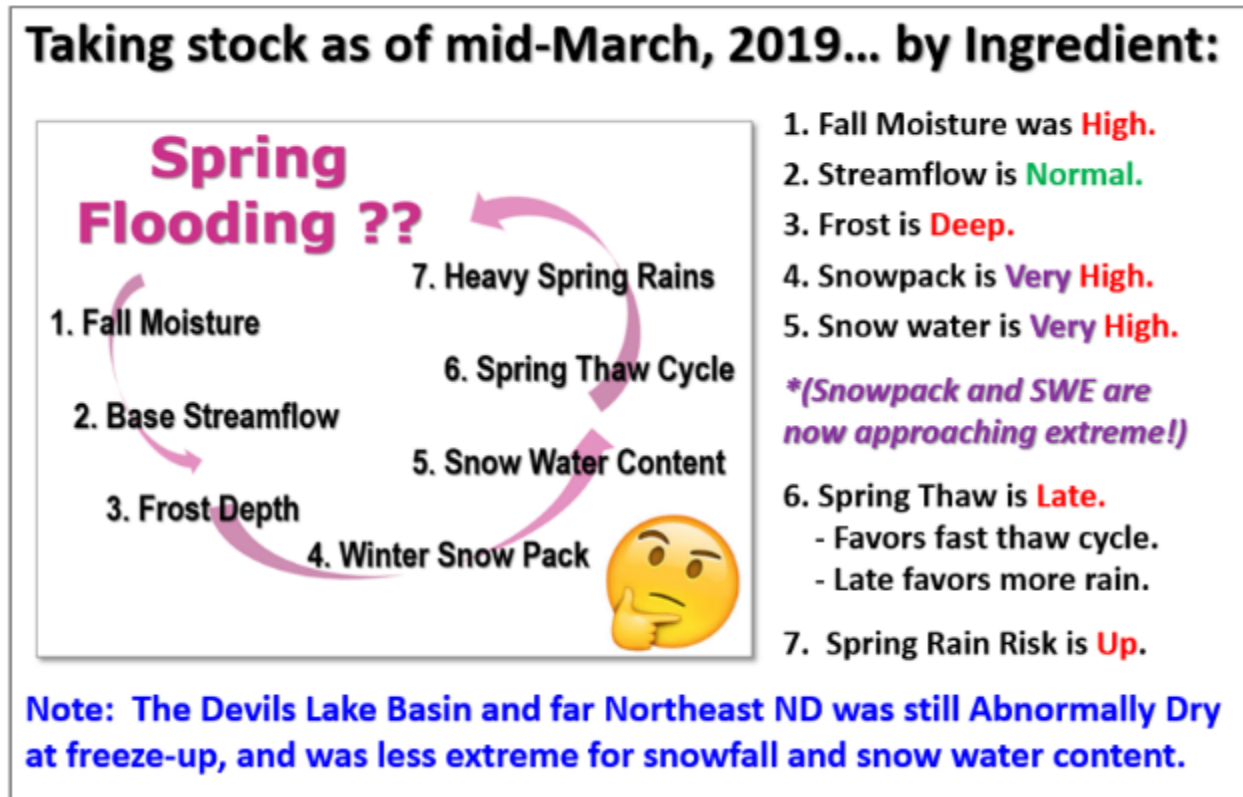 Taking stock as of mid-March, 2019... by Ingredient:
Spring
Flooding ??
1. Fall Moisture
2. Base Streamflow
3. Frost Depth
4. Winter Snow Pack
5. Snow Water Content
6. Spring Thaw Cycle
7. Heavy Spring Rains
1. Fall Moisture was High.
2. Streamflow is Normal.
3. Frost is Deep.
4. Snowpack is Very High.
5. Snow water is Very High.
*(Snowpack and SWE are
now approaching extreme!)
6. Spring Thaw is Late.
- Favors fast thaw cycle.
- Late favors more rain.
7. Spring Rain Risk is Up.
Note: The Devils Lake Basin and far Northeast ND was still Abnormally Dry
at freeze-up, and was less extreme for snowfall and snow water content.